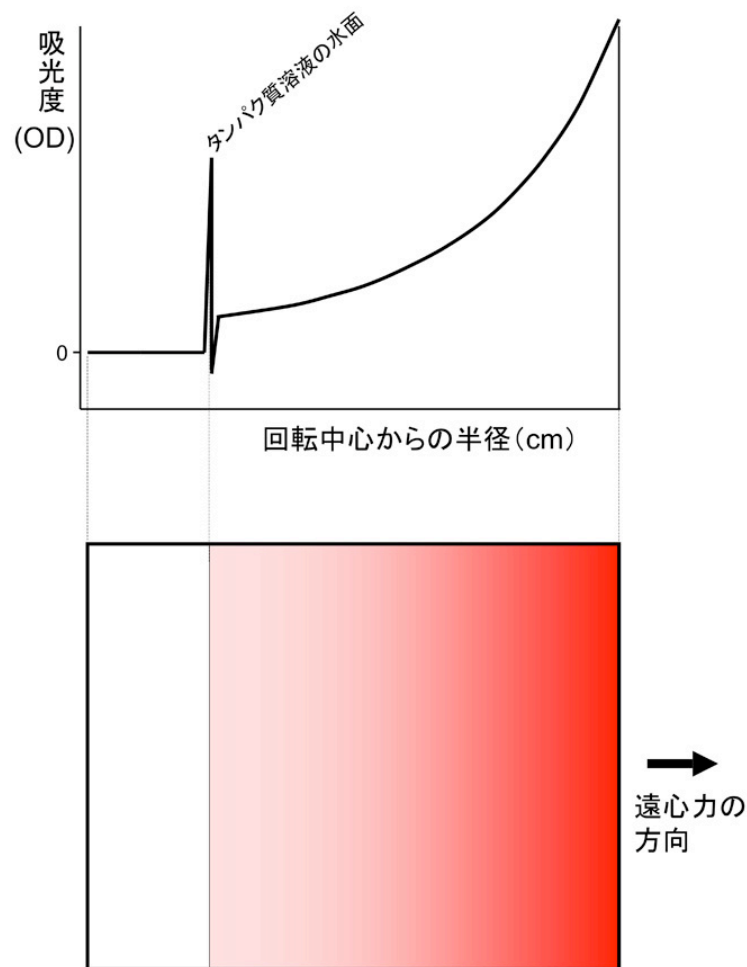 吸光度
(OD)
タンパク質溶液の水面
0
回転中心からの半径(cm)
遠心力の
方向